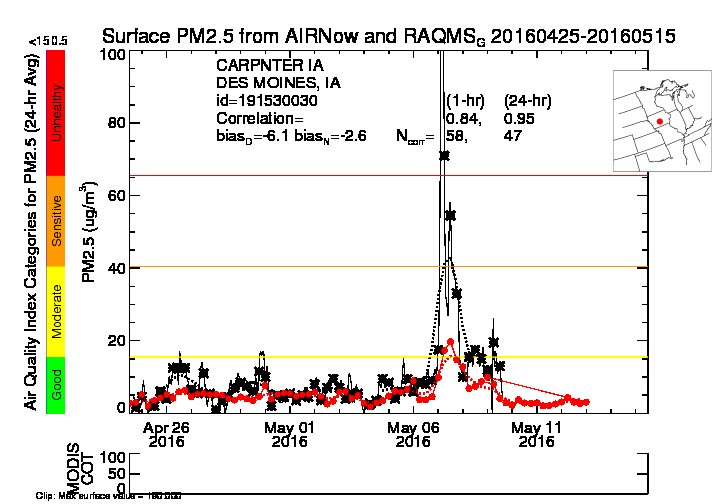 Surface PM2.5 from AIRNow and RAQMS_G 20160425-20160515
<150.5
Air Quality Index Categories for PM2.5 (24-hr Avg)
Unhealthy
Sensitive
Moderate
Good
PM2.5 (ug/m³)
100
80
60
40
20
0
CARPNTER IA
DES MOINES, IA
id=191530030 (1-hr) (24-hr)
Correlation= 0.84, 0.95
bias_D=-6.1 bias_N=-2.6 N_corr= 58, 47
Apr 26 May 01 May 06 May 11
2016 2016 2016 2016
MODIS
COT
100
50
0
Clip: Max surface value =